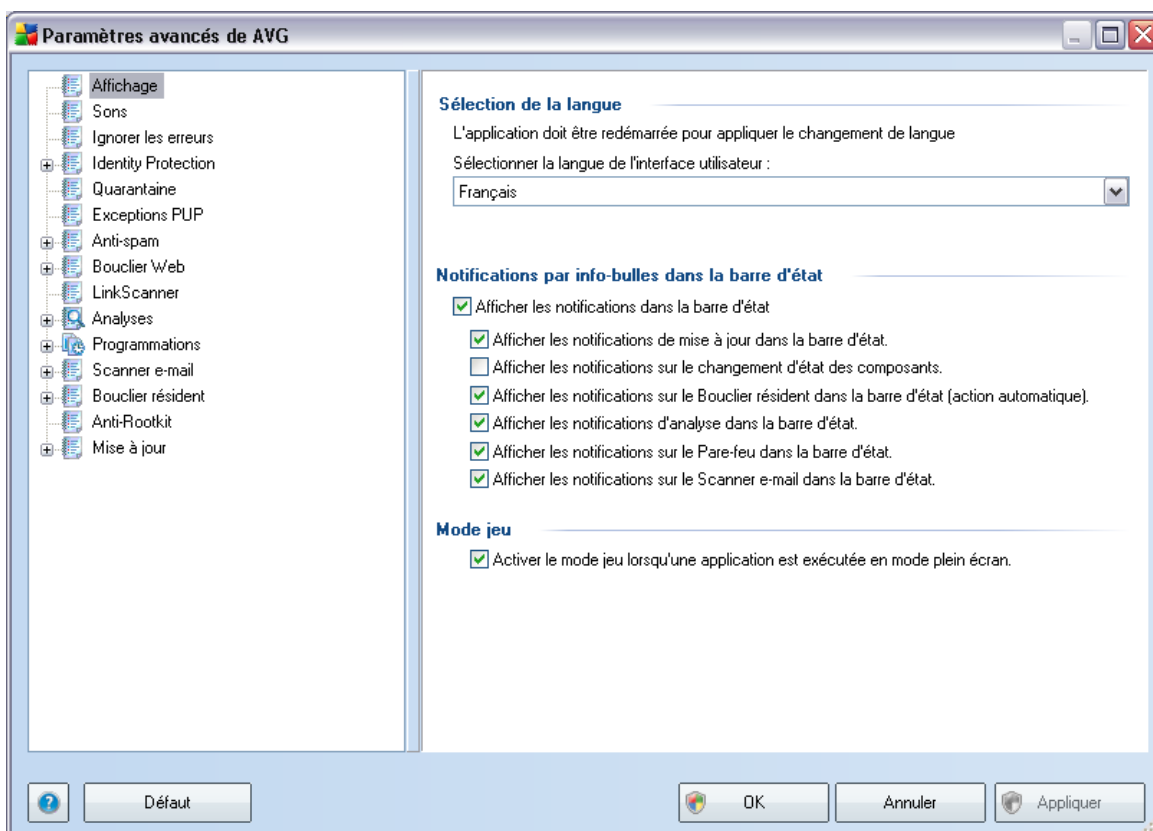 Paramètres avancés de AVG
Affichage
Sons
Ignorer les erreurs
Identity Protection
Quarantaine
Exceptions PUP
Anti-spam
Bouclier Web
LinkScanner
Analyses
Programmations
Scanner e-mail
Bouclier résident
Anti-Rootkit
Mise à jour
Sélection de la langue
L'application doit être redémarrée pour appliquer le changement de langue
Sélectionner la langue de l'interface utilisateur :
Français
Notifications par info-bulles dans la barre d'état
Afficher les notifications dans la barre d'état
Afficher les notifications de mise à jour dans la barre d'état.
Afficher les notifications sur le changement d'état des composants.
Afficher les notifications sur le Bouclier résident dans la barre d'état (action automatique).
Afficher les notifications d'analyse dans la barre d'état.
Afficher les notifications sur le Pare-feu dans la barre d'état.
Afficher les notifications sur le Scanner e-mail dans la barre d'état.
Mode jeu
Activer le mode jeu lorsqu'une application est exécutée en mode plein écran.
Défaut
OK
Annuler
Appliquer